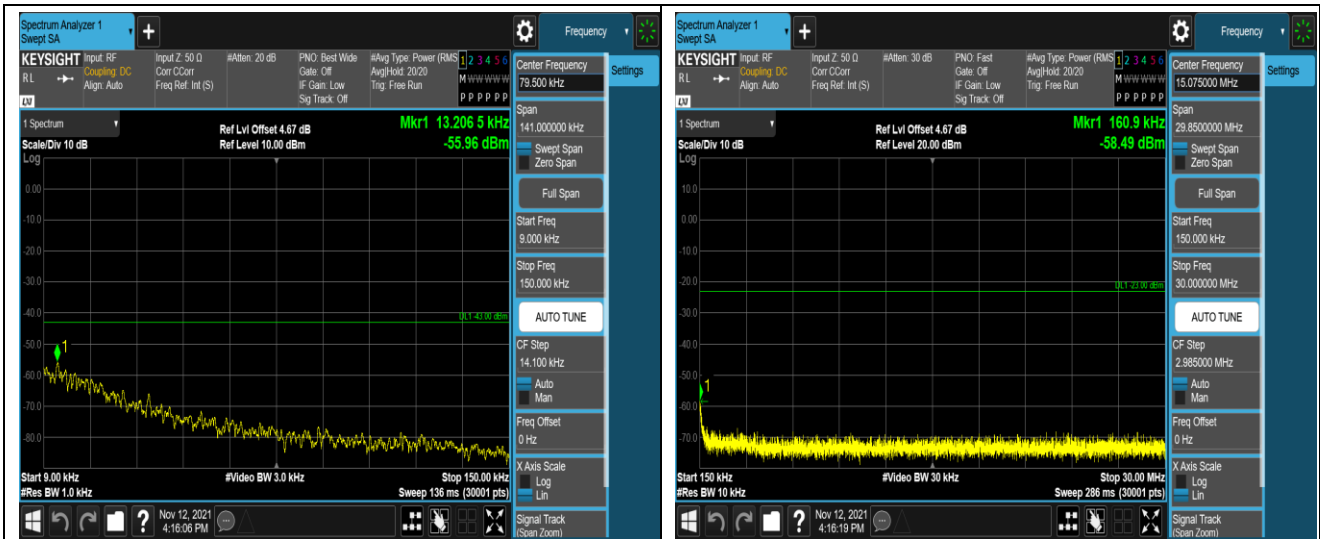 Spectrum Analyzer 1
Swept SA
+
Frequency
KEYSIGHT
RL
LXI
Input: RF
Coupling: DC
Align: Auto
Input Z: 50 Ω
Corr CCorr
Freq Ref: Int (S)
#Atten: 20 dB
PNO: Best Wide
Gate: Off
IF Gain: Low
Sig Track: Off
#Avg Type: Power (RMS
Avg|Hold: 20/20
Trig: Free Run
1 2 3 4 5 6
M W W W W W
P P P P P P
Center Frequency
79.500 kHz
Settings
1 Spectrum
Scale/Div 10 dB
Log
Ref Lvl Offset 4.67 dB
Ref Level 10.00 dBm
Mkr1 13.206 5 kHz
-55.96 dBm
0.00
-10.0
-20.0
-30.0
-40.0
-50.0
-60.0
-70.0
-80.0
DL1 -43.00 dBm
1
Start 9.00 kHz
#Res BW 1.0 kHz
#Video BW 3.0 kHz
Stop 150.00 kHz
Sweep 136 ms (30001 pts)
Span
141.000000 kHz
Swept Span
Zero Span
Full Span
Start Freq
9.000 kHz
Stop Freq
150.000 kHz
AUTO TUNE
CF Step
14.100 kHz
Auto
Man
Freq Offset
0 Hz
X Axis Scale
Log
Lin
Signal Track
(Span Zoom)
?
Nov 12, 2021
4:16:06 PM
Spectrum Analyzer 1
Swept SA
+
Frequency
KEYSIGHT
RL
LXI
Input: RF
Coupling: DC
Align: Auto
Input Z: 50 Ω
Corr CCorr
Freq Ref: Int (S)
#Atten: 30 dB
PNO: Fast
Gate: Off
IF Gain: Low
Sig Track: Off
#Avg Type: Power (RMS
Avg|Hold: 20/20
Trig: Free Run
1 2 3 4 5 6
M W W W W W
P P P P P P
Center Frequency
15.075000 MHz
Settings
1 Spectrum
Scale/Div 10 dB
Log
Ref Lvl Offset 4.67 dB
Ref Level 20.00 dBm
Mkr1 160.9 kHz
-58.49 dBm
10.0
0.00
-10.0
-20.0
-30.0
-40.0
-50.0
-60.0
-70.0
DL1 -23.00 dBm
1
Start 150 kHz
#Res BW 10 kHz
#Video BW 30 kHz
Stop 30.00 MHz
Sweep 286 ms (30001 pts)
Span
29.8500000 MHz
Swept Span
Zero Span
Full Span
Start Freq
150.000 kHz
Stop Freq
30.000000 MHz
AUTO TUNE
CF Step
2.985000 MHz
Auto
Man
Freq Offset
0 Hz
X Axis Scale
Log
Lin
Signal Track
(Span Zoom)
?
Nov 12, 2021
4:16:19 PM